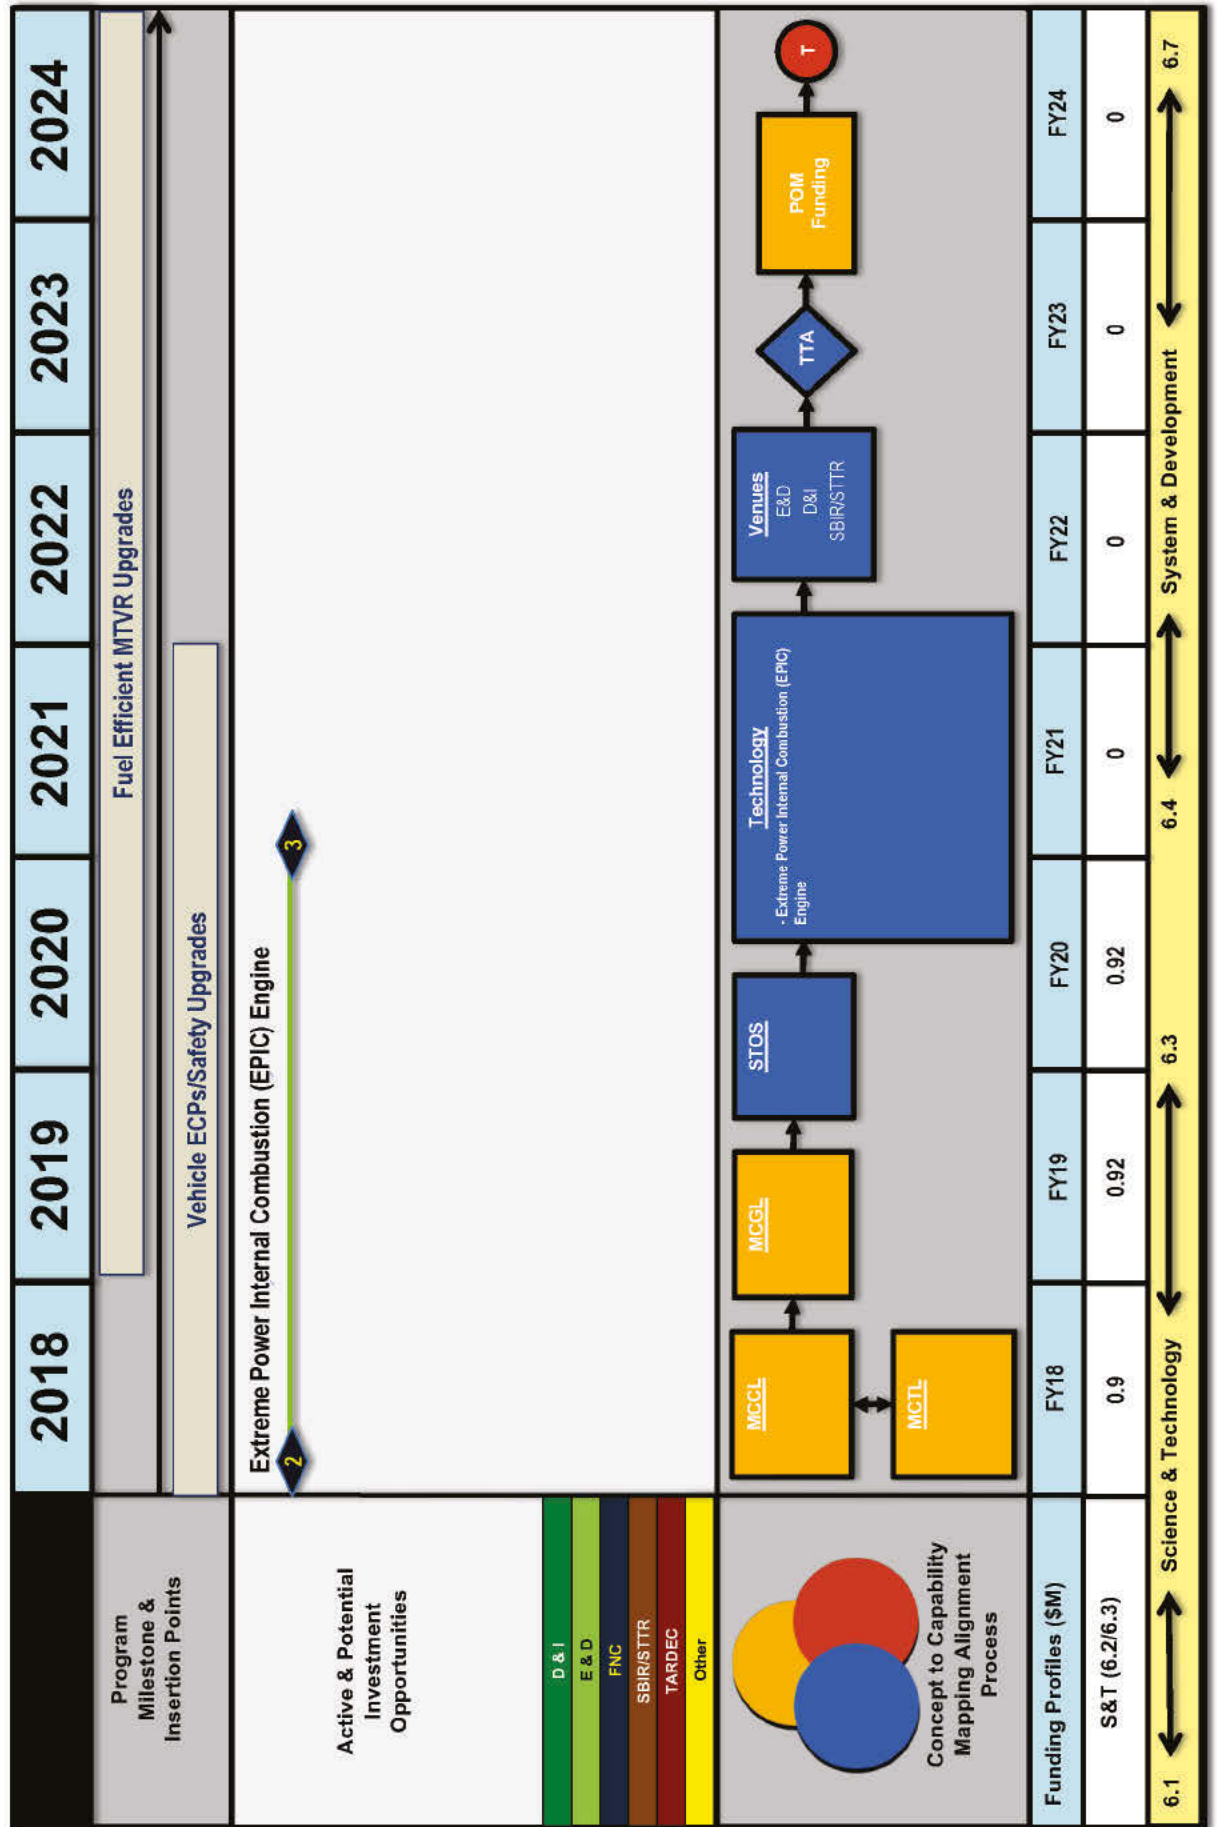 2018 2019 2020 2021 2022 2023 2024
Program
Milestone &
Insertion Points
Fuel Efficient MTVR Upgrades
Vehicle ECPs/Safety Upgrades
Active & Potential
Investment
Opportunities
D & I
E & D
FNC
SBIR/STTR
TARDEC
Other
Extreme Power Internal Combustion (EPIC) Engine
2
3
Concept to Capability
Mapping Alignment
Process
MCCL
MCTL
MCGL
STOS
Technology
- Extreme Power Internal Combustion (EPIC)
Engine
Venues
E&D
D&I
SBIR/STTR
TTA
POM
Funding
T
Funding Profiles ($M) FY18 FY19 FY20 FY21 FY22 FY23 FY24
S&T (6.2/6.3) 0.9 0.92 0.92 0 0 0 0
6.1 Science & Technology 6.3 6.4 System & Development 6.7